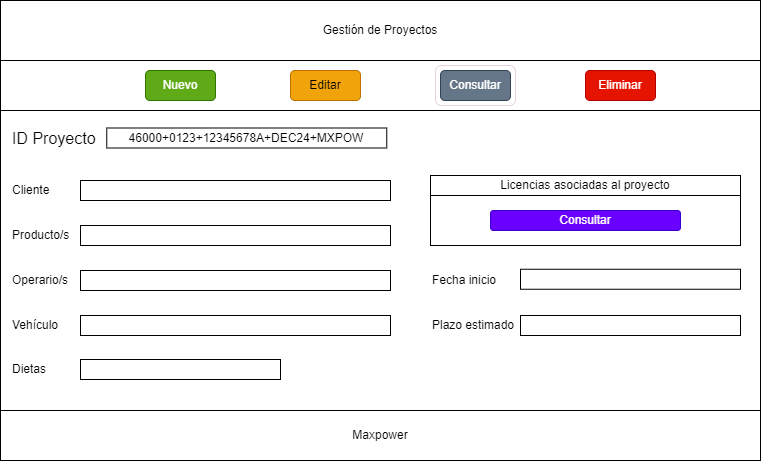 Gestión de Proyectos
Nuevo
Editar
Consultar
Eliminar
ID Proyecto
46000+0123+12345678A+DEC24+MXPOW
Cliente
Licencias asociadas al proyecto
Consultar
Producto/s
Operario/s
Fecha inicio
Vehículo
Plazo estimado
Dietas
Maxpower